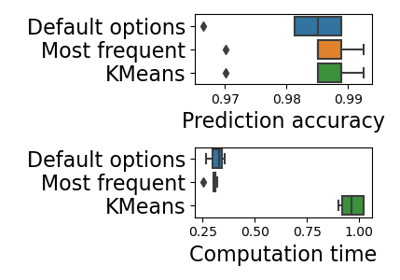 Default options
Most frequent
KMeans
0.97 0.98 0.99
Prediction accuracy
Default options
Most frequent
KMeans
0.25 0.50 0.75 1.00
Computation time